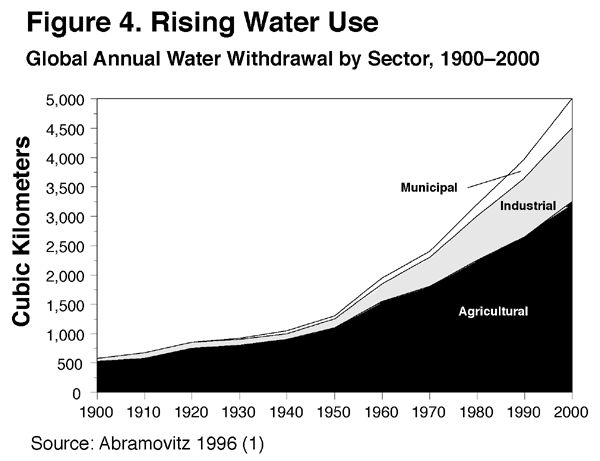 Figure 4. Rising Water Use
Global Annual Water Withdrawal by Sector, 1900–2000
Cubic Kilometers
5,000
4,500
4,000
3,500
3,000
2,500
2,000
1,500
1,000
500
0
Municipal
Industrial
Agricultural
1900 1910 1920 1930 1940 1950 1960 1970 1980 1990 2000
Source: Abramovitz 1996 (1)